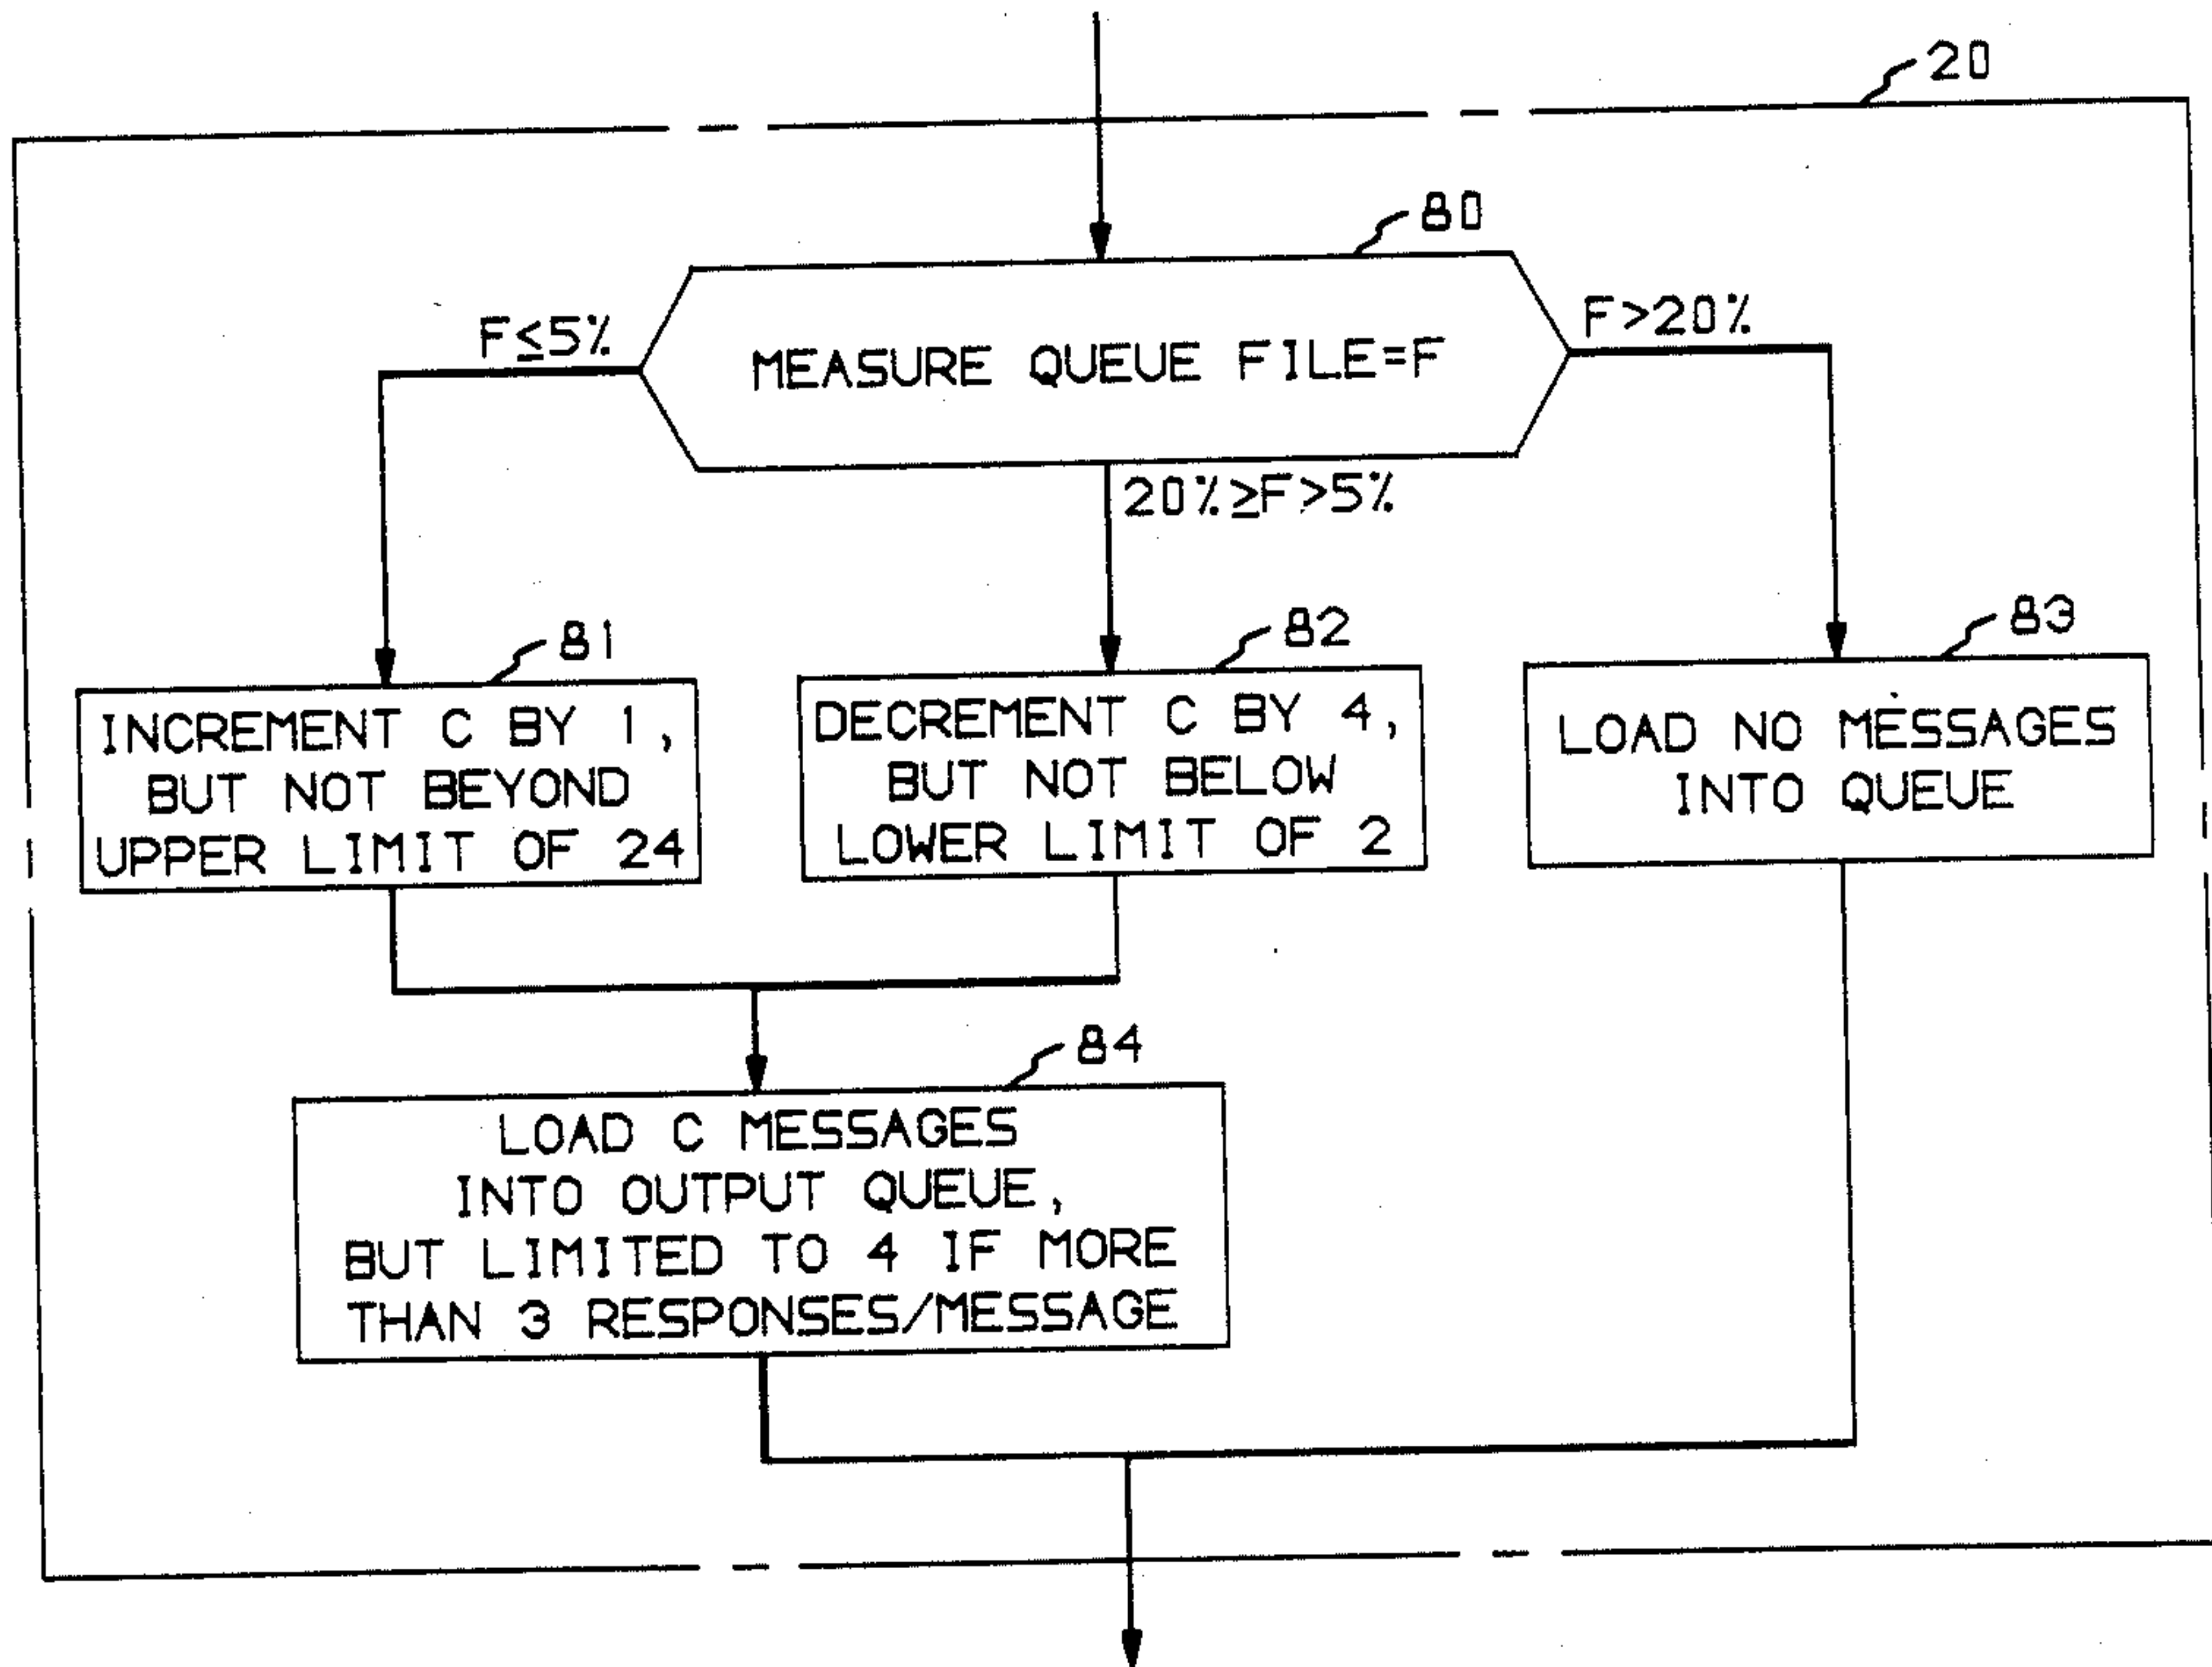 20
80
F≤5%
MEASURE QUEUE FILE=F
F>20%
20%≥F>5%
81
INCREMENT C BY 1,
BUT NOT BEYOND
UPPER LIMIT OF 24
82
DECREMENT C BY 4,
BUT NOT BELOW
LOWER LIMIT OF 2
83
LOAD NO MESSAGES
INTO QUEUE
84
LOAD C MESSAGES
INTO OUTPUT QUEUE,
BUT LIMITED TO 4 IF MORE
THAN 3 RESPONSES/MESSAGE